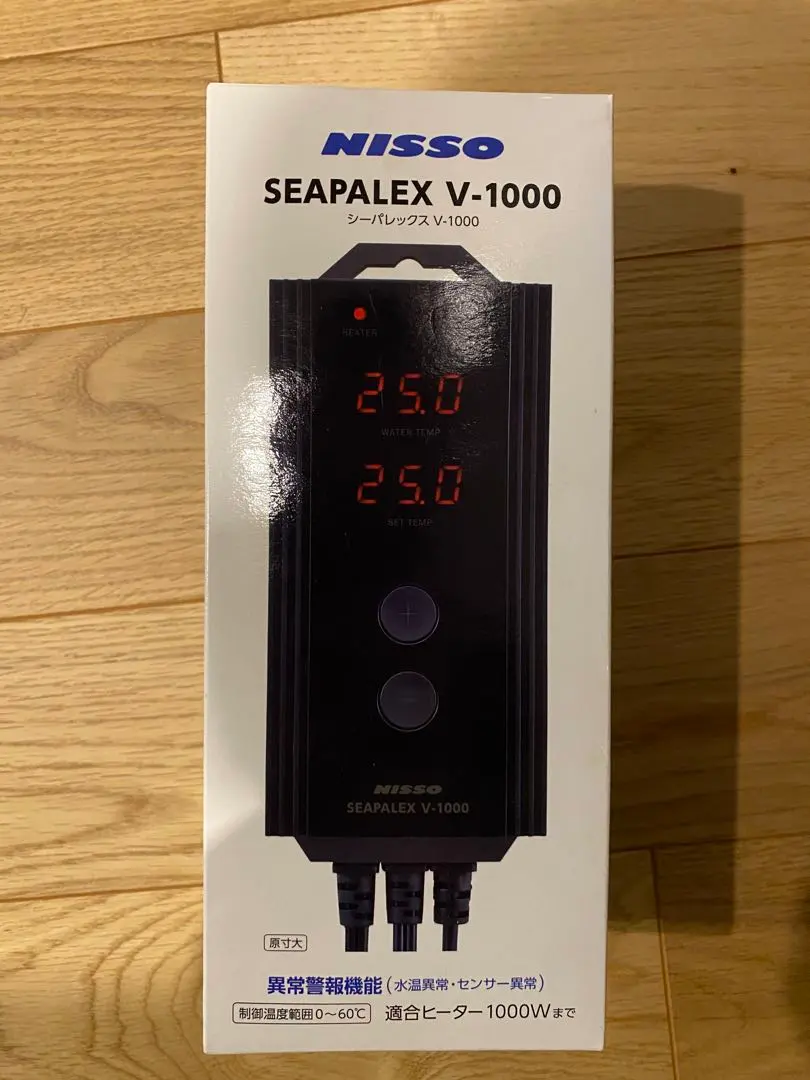 NISSO
SEAPALEX V-1000
シーパレックス V-1000
HEATER
25.0
WATER TEMP
25.0
SET TEMP
+
−
NISSO
SEAPALEX V-1000
原寸大
異常警報機能(水温異常・センサー異常)
制御温度範囲0〜60℃ 適合ヒーター1000Wまで